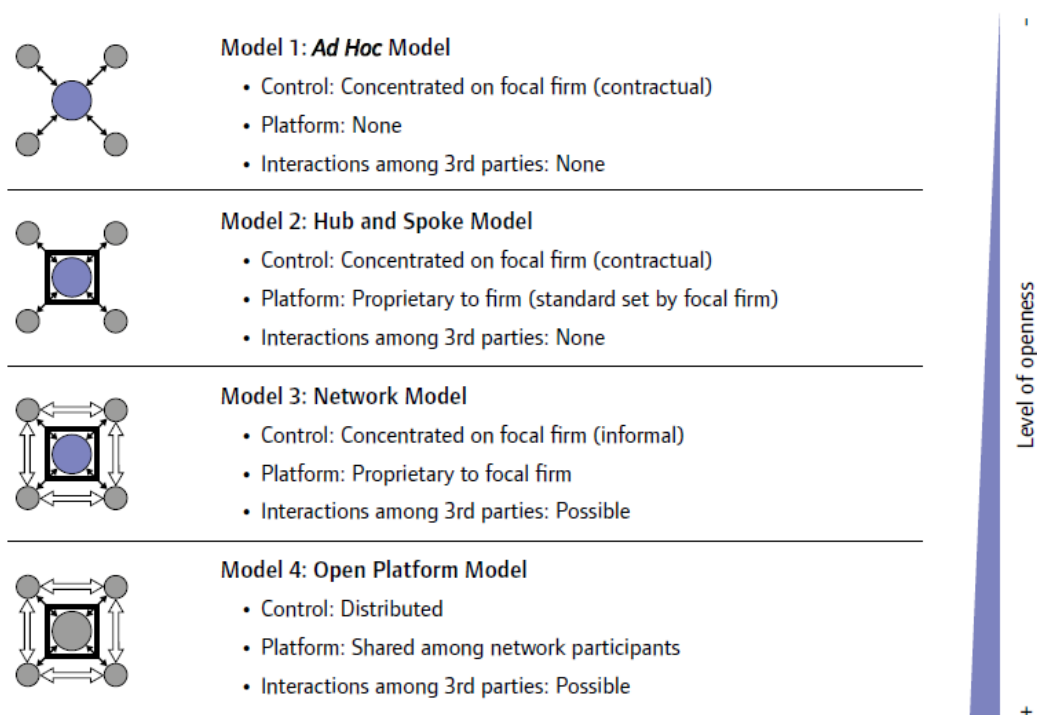 Model 1: Ad Hoc Model
• Control: Concentrated on focal firm (contractual)
• Platform: None
• Interactions among 3rd parties: None
Model 2: Hub and Spoke Model
• Control: Concentrated on focal firm (contractual)
• Platform: Proprietary to firm (standard set by focal firm)
• Interactions among 3rd parties: None
Model 3: Network Model
• Control: Concentrated on focal firm (informal)
• Platform: Proprietary to focal firm
• Interactions among 3rd parties: Possible
Model 4: Open Platform Model
• Control: Distributed
• Platform: Shared among network participants
• Interactions among 3rd parties: Possible
-
Level of openness
+